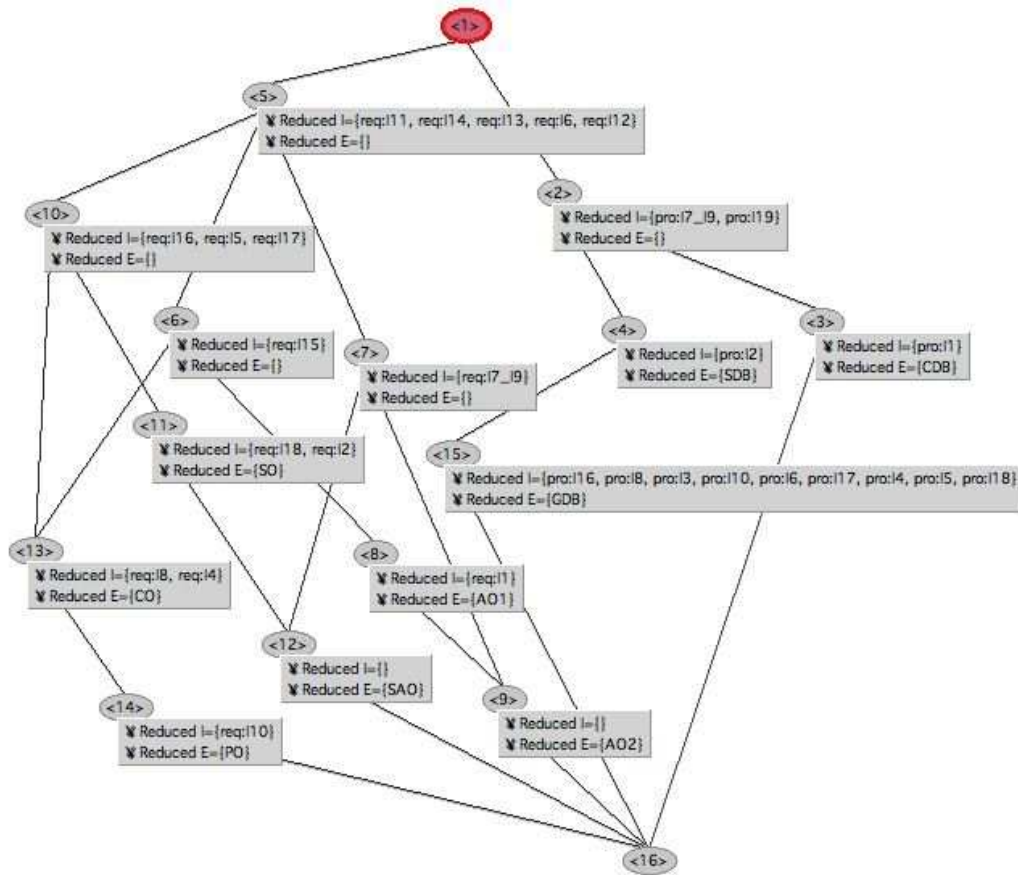 <1>
<5>
¥ Reduced I={req:I11, req:I14, req:I13, req:I6, req:I12}
¥ Reduced E={}
<2>
¥ Reduced I={pro:I7_I9, pro:I19}
¥ Reduced E={}
<10>
¥ Reduced I={req:I16, req:I5, req:I17}
¥ Reduced E={}
<6>
¥ Reduced I={req:I15}
¥ Reduced E={}
<4>
¥ Reduced I={pro:I2}
¥ Reduced E={SDB}
<3>
¥ Reduced I={pro:I1}
¥ Reduced E={CDB}
<7>
¥ Reduced I={req:I7_I9}
¥ Reduced E={}
<11>
¥ Reduced I={req:I18, req:I2}
¥ Reduced E={SO}
<15>
¥ Reduced I={pro:I16, pro:I8, pro:I3, pro:I10, pro:I6, pro:I17, pro:I4, pro:I5, pro:I18}
¥ Reduced E={GDB}
<13>
¥ Reduced I={req:I8, req:I4}
¥ Reduced E={CO}
<8>
¥ Reduced I={req:I1}
¥ Reduced E={AO1}
<12>
¥ Reduced I={}
¥ Reduced E={SAO}
<14>
¥ Reduced I={req:I10}
¥ Reduced E={PO}
<9>
¥ Reduced I={}
¥ Reduced E={AO2}
<16>